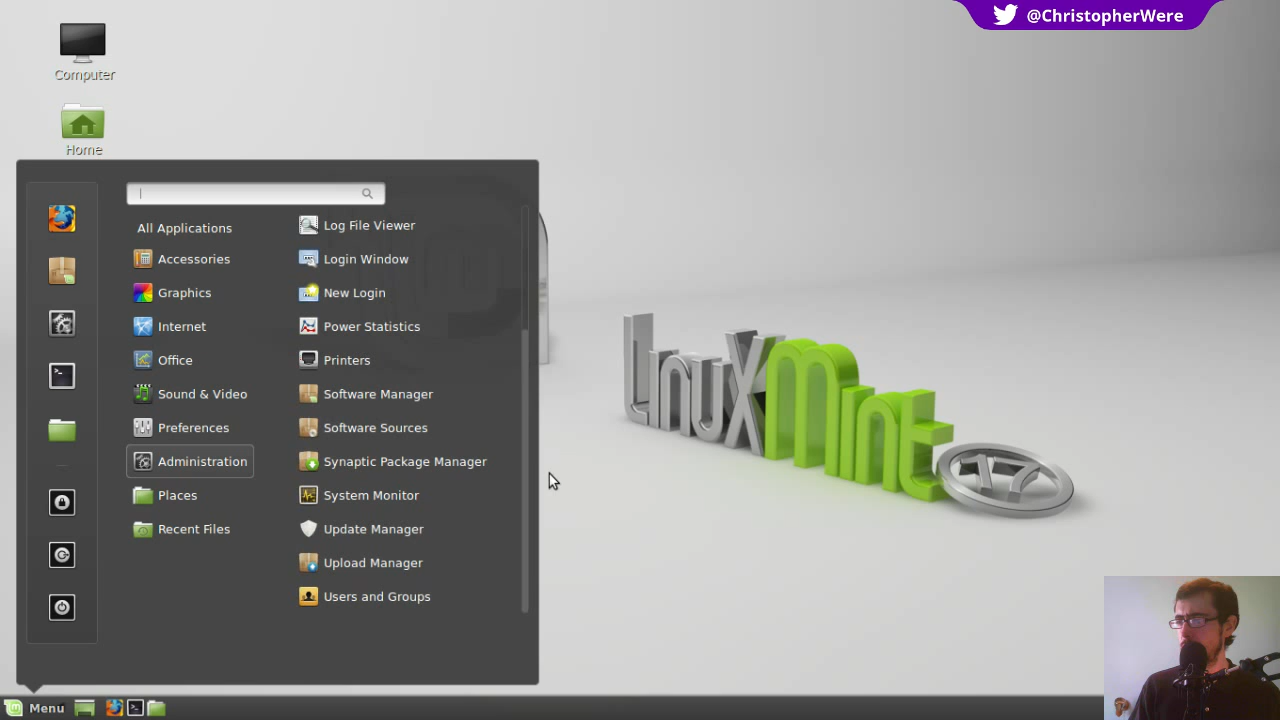 @ChristopherWere
Computer
Home
All Applications
Accessories
Graphics
Internet
Office
Sound & Video
Preferences
Administration
Places
Recent Files
Log File Viewer
Login Window
New Login
Power Statistics
Printers
Software Manager
Software Sources
Synaptic Package Manager
System Monitor
Update Manager
Upload Manager
Users and Groups
LinuxMint
17
Menu